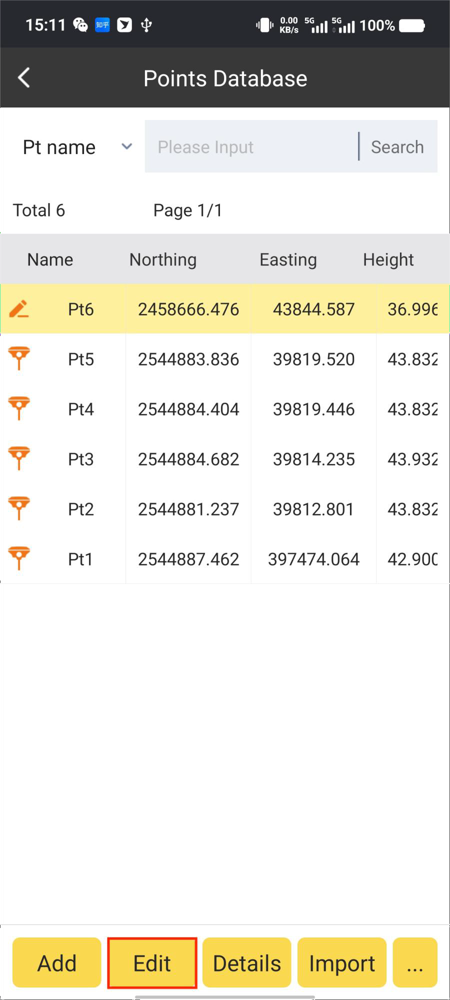 15:11 知乎 0.00 KB/s 5G 5G 100%
Points Database
Pt name Please Input Search
Total 6 Page 1/1
Name Northing Easting Height
Pt6 2458666.476 43844.587 36.996
Pt5 2544883.836 39819.520 43.832
Pt4 2544884.404 39819.446 43.832
Pt3 2544884.682 39814.235 43.932
Pt2 2544881.237 39812.801 43.832
Pt1 2544887.462 397474.064 42.900
Add Edit Details Import ...